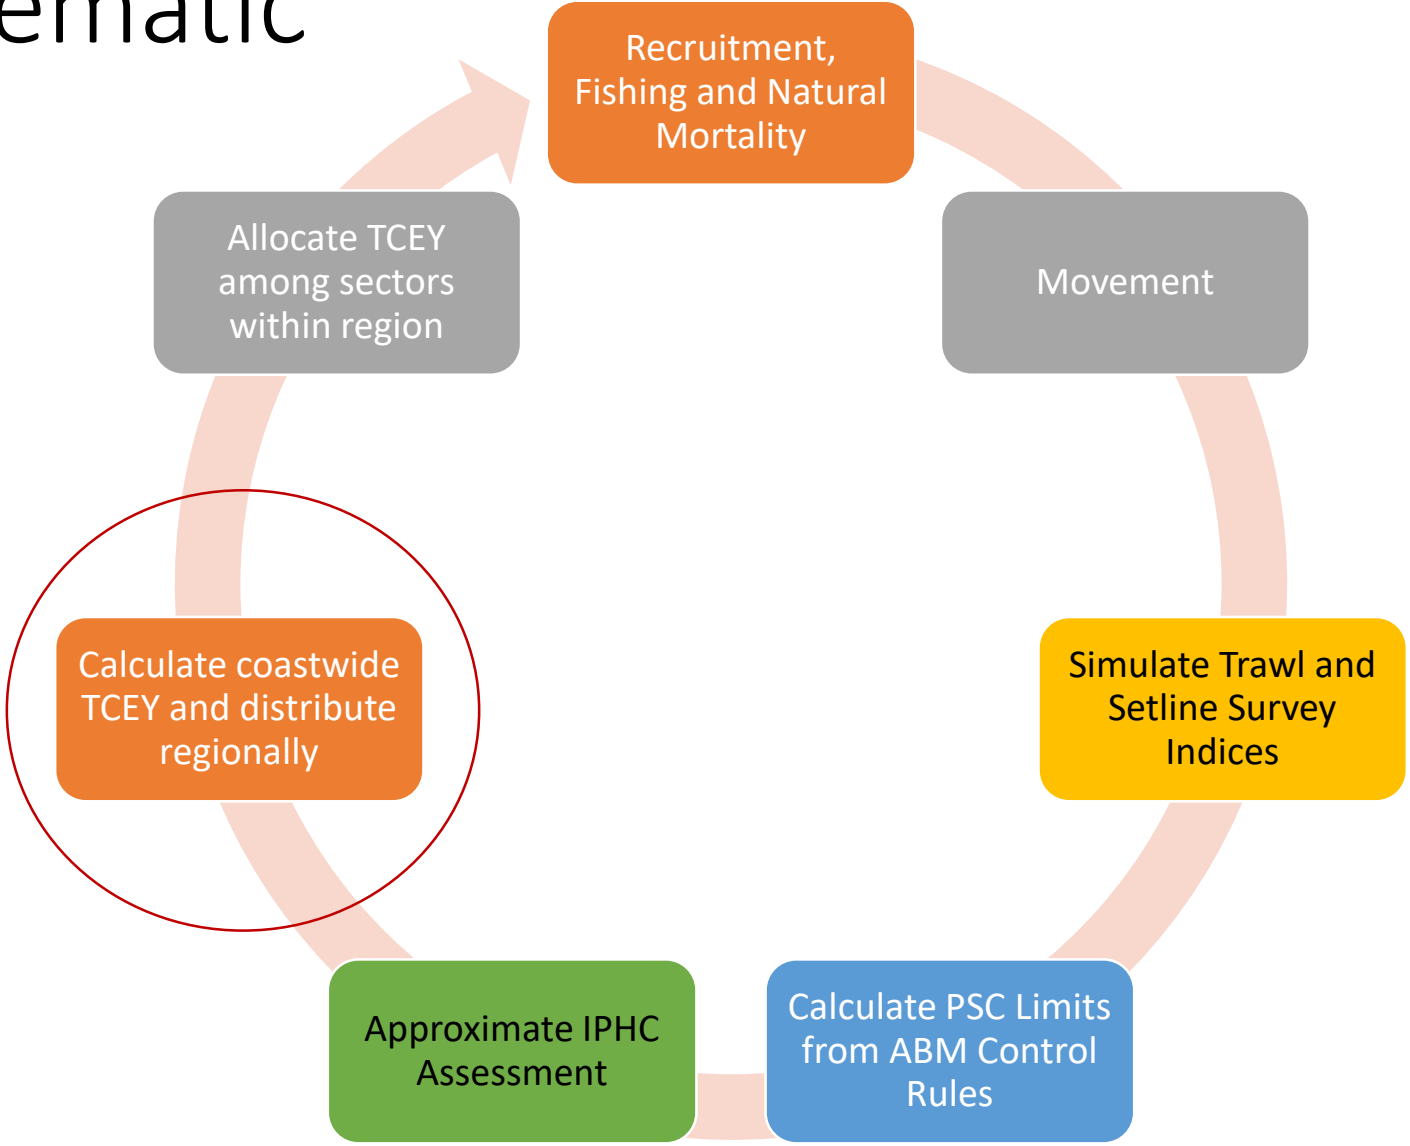 Recruitment,
Fishing and Natural
Mortality
Movement
Simulate Trawl and
Setline Survey
Indices
Calculate PSC Limits
from ABM Control
Rules
Approximate IPHC
Assessment
Calculate coastwide
TCEY and distribute
regionally
Allocate TCEY
among sectors
within region